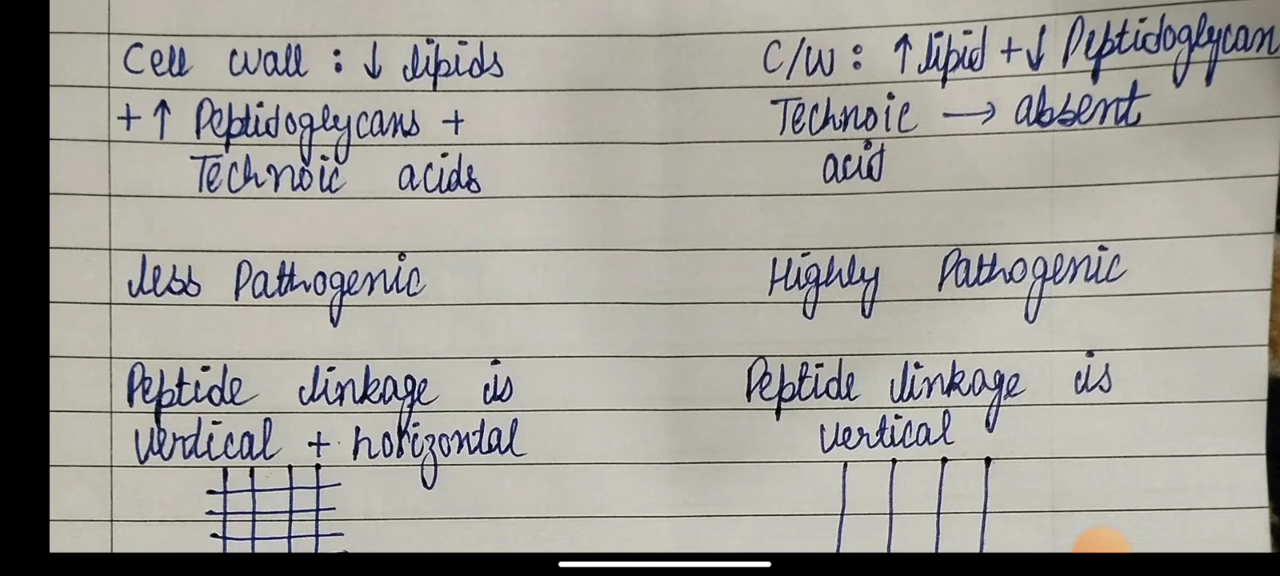 Cell wall : ↓ lipids
+ ↑ Peptidoglycans +
Technoic acids
less Pathogenic
Peptide linkage is
verdical + horizontal
C/W : ↑ lipid + ↓ Peptidoglycan
Technoic → absent
acid
Highly Pathogenic
Peptide linkage is
vertical